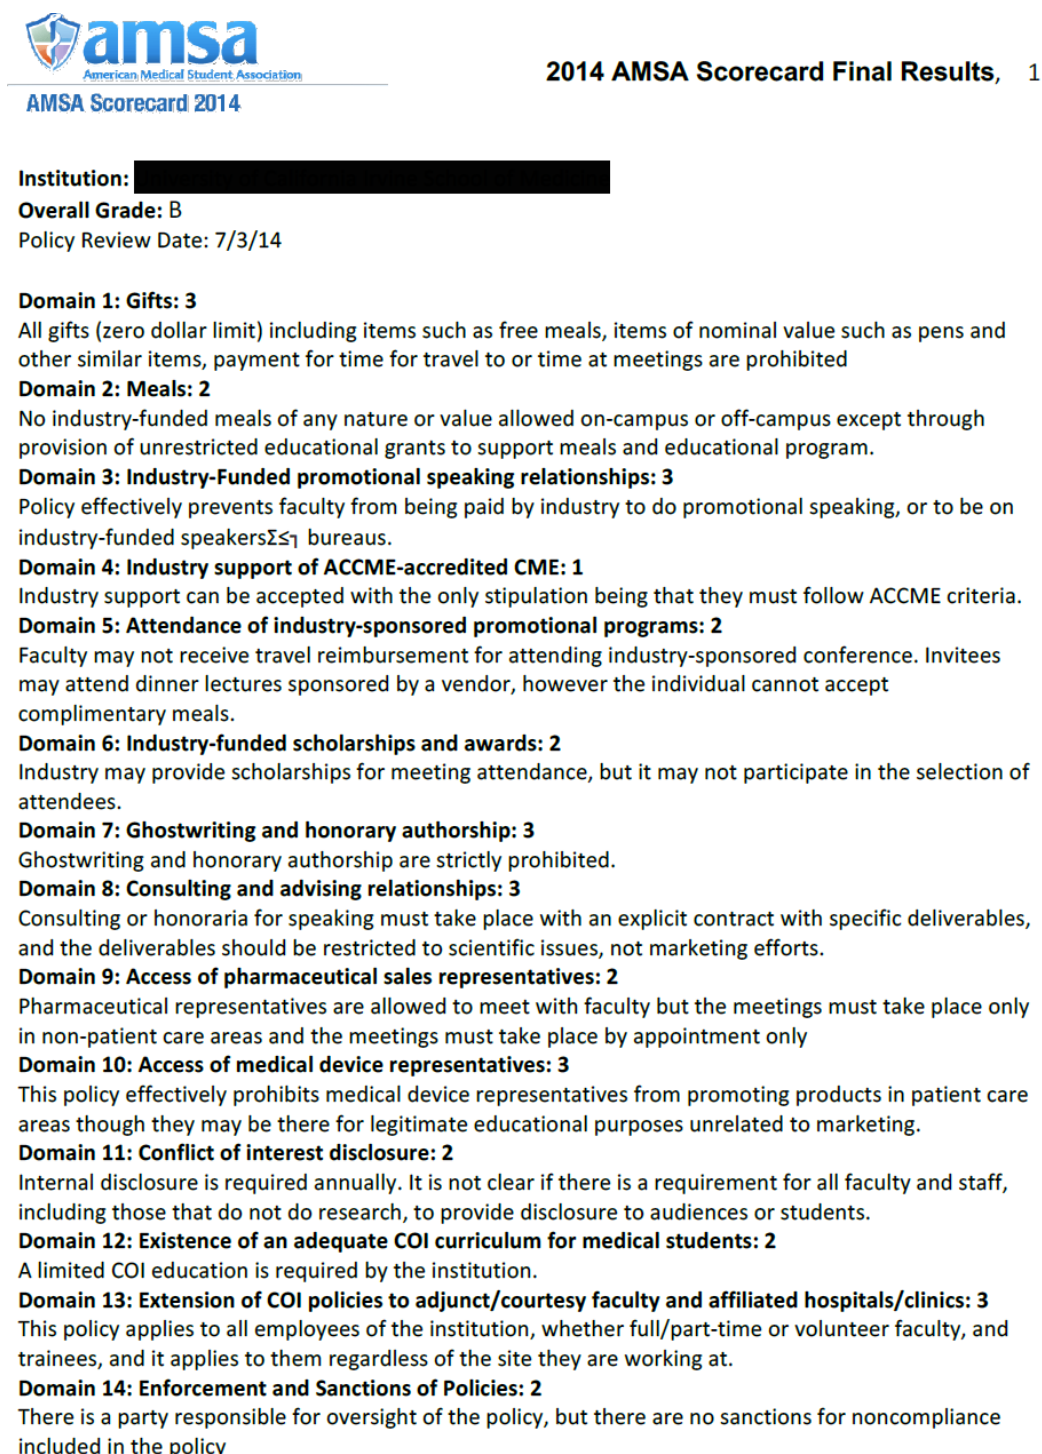 amsa
American Medical Student Association
AMSA Scorecard 2014
2014 AMSA Scorecard Final Results, 1
Institution:
Overall Grade: B
Policy Review Date: 7/3/14
Domain 1: Gifts: 3
All gifts (zero dollar limit) including items such as free meals, items of nominal value such as pens and
other similar items, payment for time for travel to or time at meetings are prohibited
Domain 2: Meals: 2
No industry-funded meals of any nature or value allowed on-campus or off-campus except through
provision of unrestricted educational grants to support meals and educational program.
Domain 3: Industry-Funded promotional speaking relationships: 3
Policy effectively prevents faculty from being paid by industry to do promotional speaking, or to be on
industry-funded speakersΣ≤┐ bureaus.
Domain 4: Industry support of ACCME-accredited CME: 1
Industry support can be accepted with the only stipulation being that they must follow ACCME criteria.
Domain 5: Attendance of industry-sponsored promotional programs: 2
Faculty may not receive travel reimbursement for attending industry-sponsored conference. Invitees
may attend dinner lectures sponsored by a vendor, however the individual cannot accept
complimentary meals.
Domain 6: Industry-funded scholarships and awards: 2
Industry may provide scholarships for meeting attendance, but it may not participate in the selection of
attendees.
Domain 7: Ghostwriting and honorary authorship: 3
Ghostwriting and honorary authorship are strictly prohibited.
Domain 8: Consulting and advising relationships: 3
Consulting or honoraria for speaking must take place with an explicit contract with specific deliverables,
and the deliverables should be restricted to scientific issues, not marketing efforts.
Domain 9: Access of pharmaceutical sales representatives: 2
Pharmaceutical representatives are allowed to meet with faculty but the meetings must take place only
in non-patient care areas and the meetings must take place by appointment only
Domain 10: Access of medical device representatives: 3
This policy effectively prohibits medical device representatives from promoting products in patient care
areas though they may be there for legitimate educational purposes unrelated to marketing.
Domain 11: Conflict of interest disclosure: 2
Internal disclosure is required annually. It is not clear if there is a requirement for all faculty and staff,
including those that do not do research, to provide disclosure to audiences or students.
Domain 12: Existence of an adequate COI curriculum for medical students: 2
A limited COI education is required by the institution.
Domain 13: Extension of COI policies to adjunct/courtesy faculty and affiliated hospitals/clinics: 3
This policy applies to all employees of the institution, whether full/part-time or volunteer faculty, and
trainees, and it applies to them regardless of the site they are working at.
Domain 14: Enforcement and Sanctions of Policies: 2
There is a party responsible for oversight of the policy, but there are no sanctions for noncompliance
included in the policy